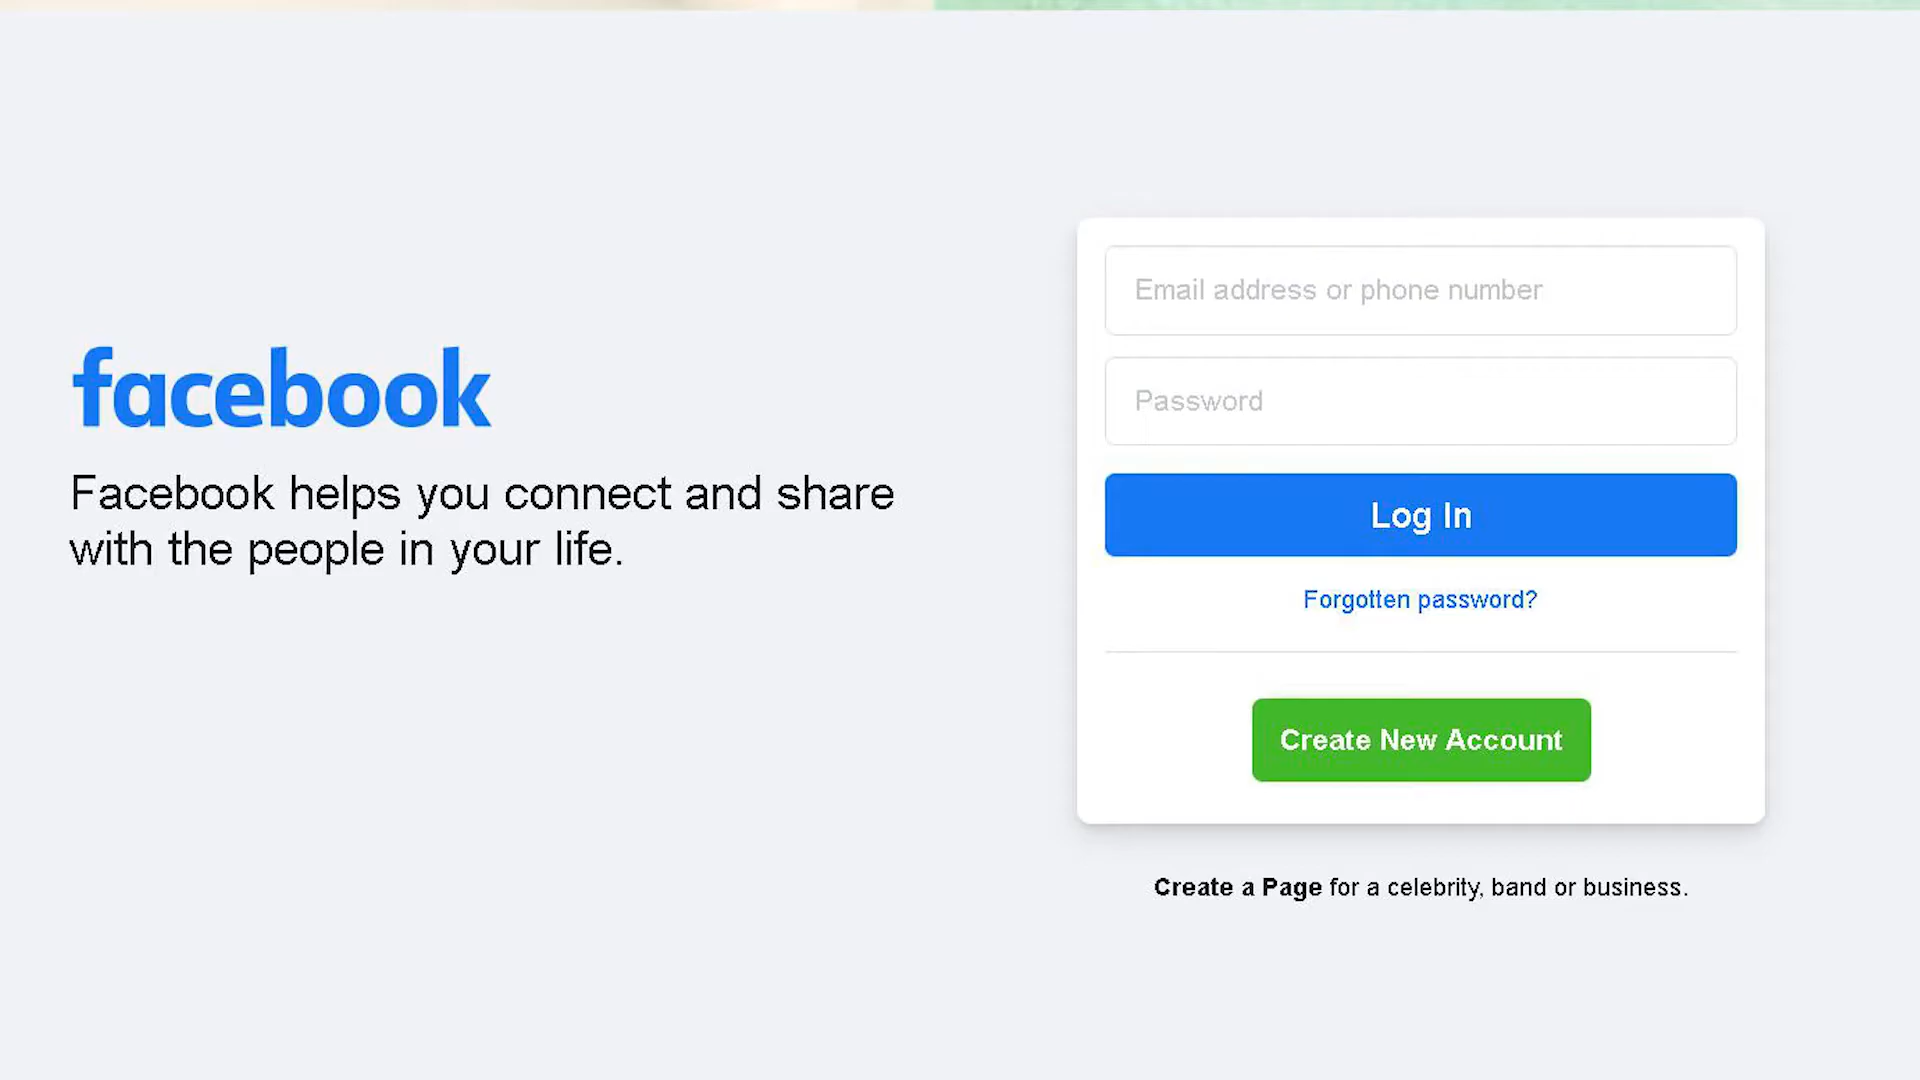 facebook
Facebook helps you connect and share
with the people in your life.
Email address or phone number
Password
Log In
Forgotten password?
Create New Account
Create a Page for a celebrity, band or business.